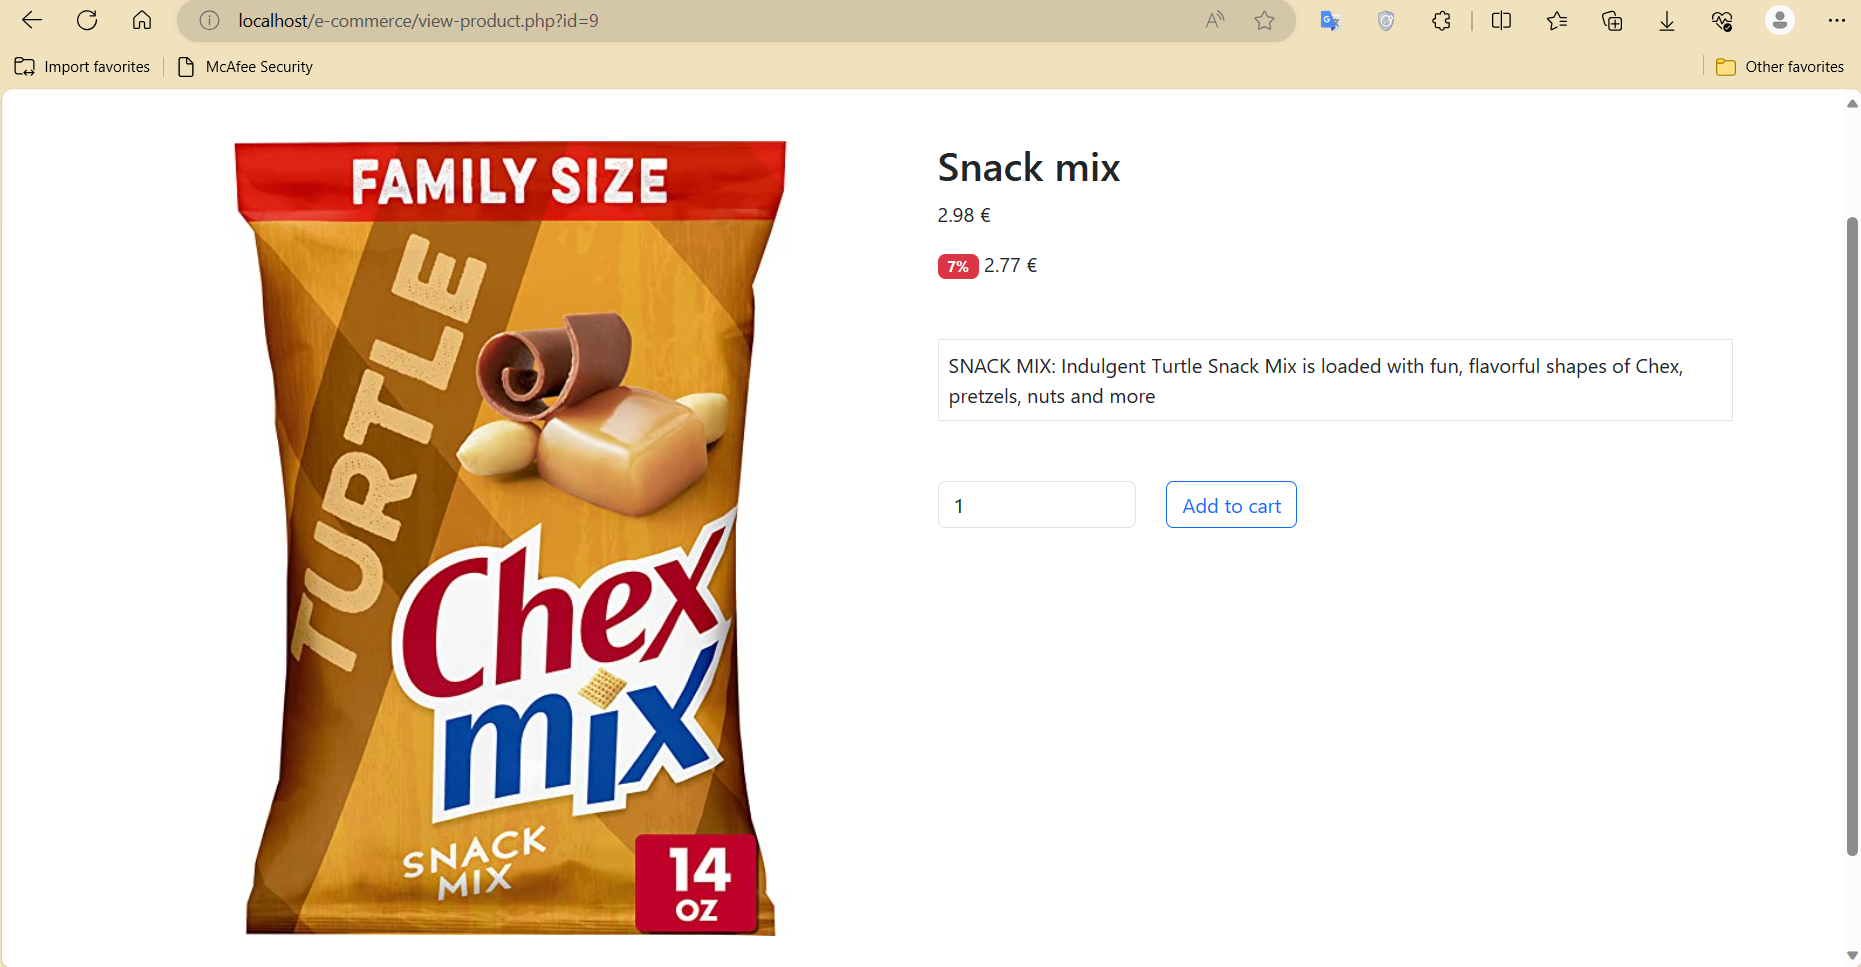 localhost/e-commerce/view-product.php?id=9
Import favorites
McAfee Security
Other favorites
FAMILY SIZE
TURTLE
Chex
mix
SNACK
MIX
14
OZ
Snack mix
2.98 €
7% 2.77 €
SNACK MIX: Indulgent Turtle Snack Mix is loaded with fun, flavorful shapes of Chex,
pretzels, nuts and more
1
Add to cart